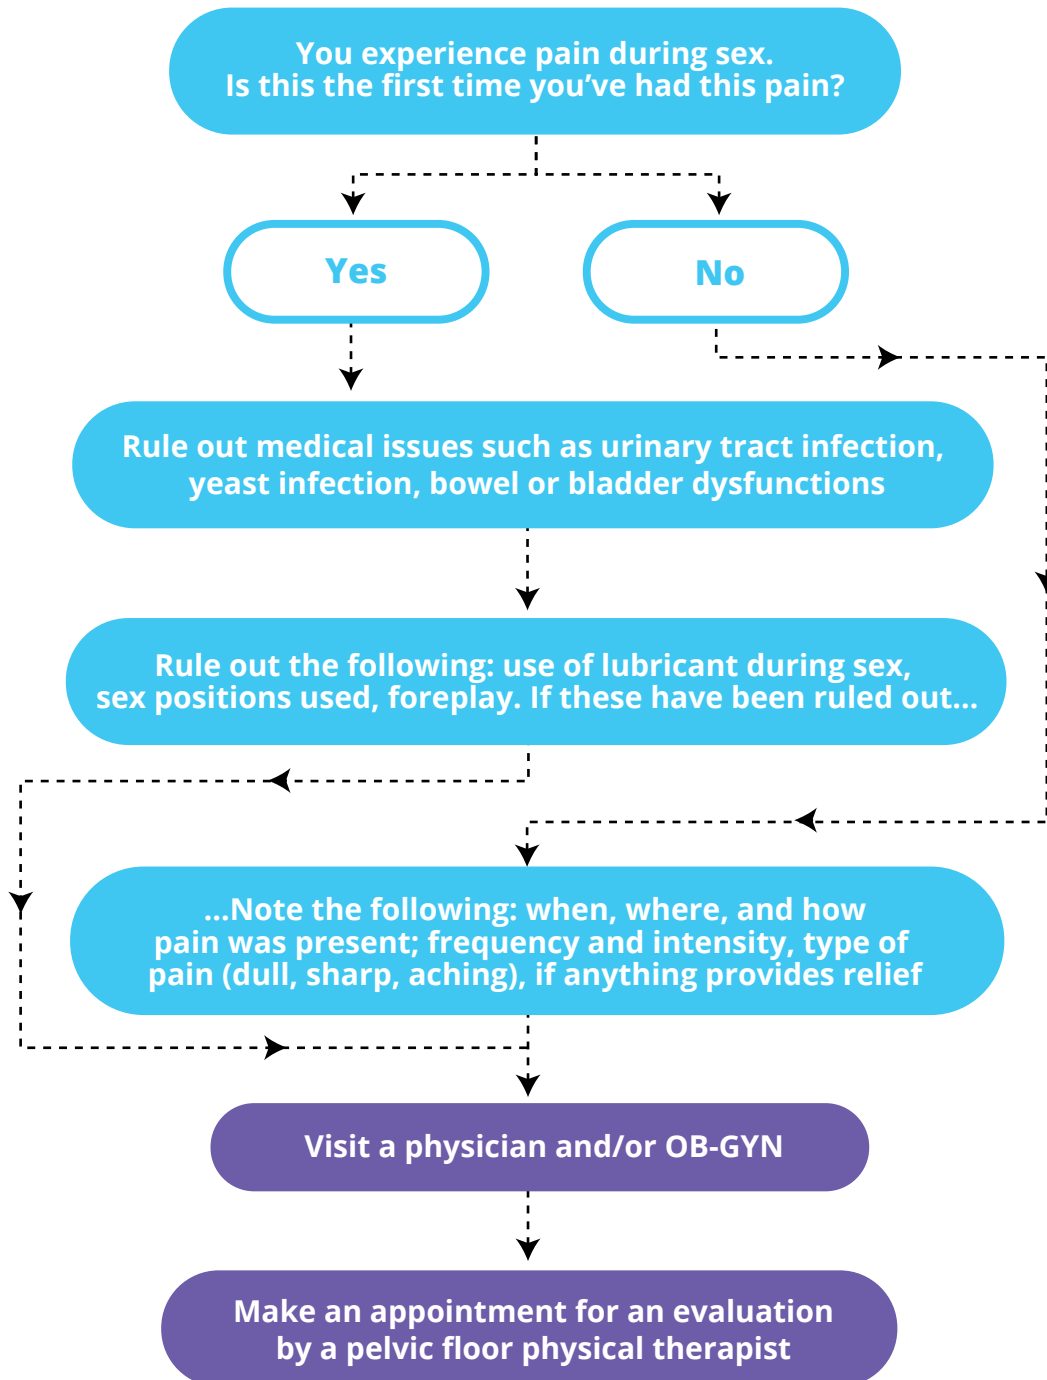 You experience pain during sex.
Is this the first time you’ve had this pain?
Yes
No
Rule out medical issues such as urinary tract infection,
yeast infection, bowel or bladder dysfunctions
Rule out the following: use of lubricant during sex,
sex positions used, foreplay. If these have been ruled out...
...Note the following: when, where, and how
pain was present; frequency and intensity, type of
pain (dull, sharp, aching), if anything provides relief
Visit a physician and/or OB-GYN
Make an appointment for an evaluation
by a pelvic floor physical therapist